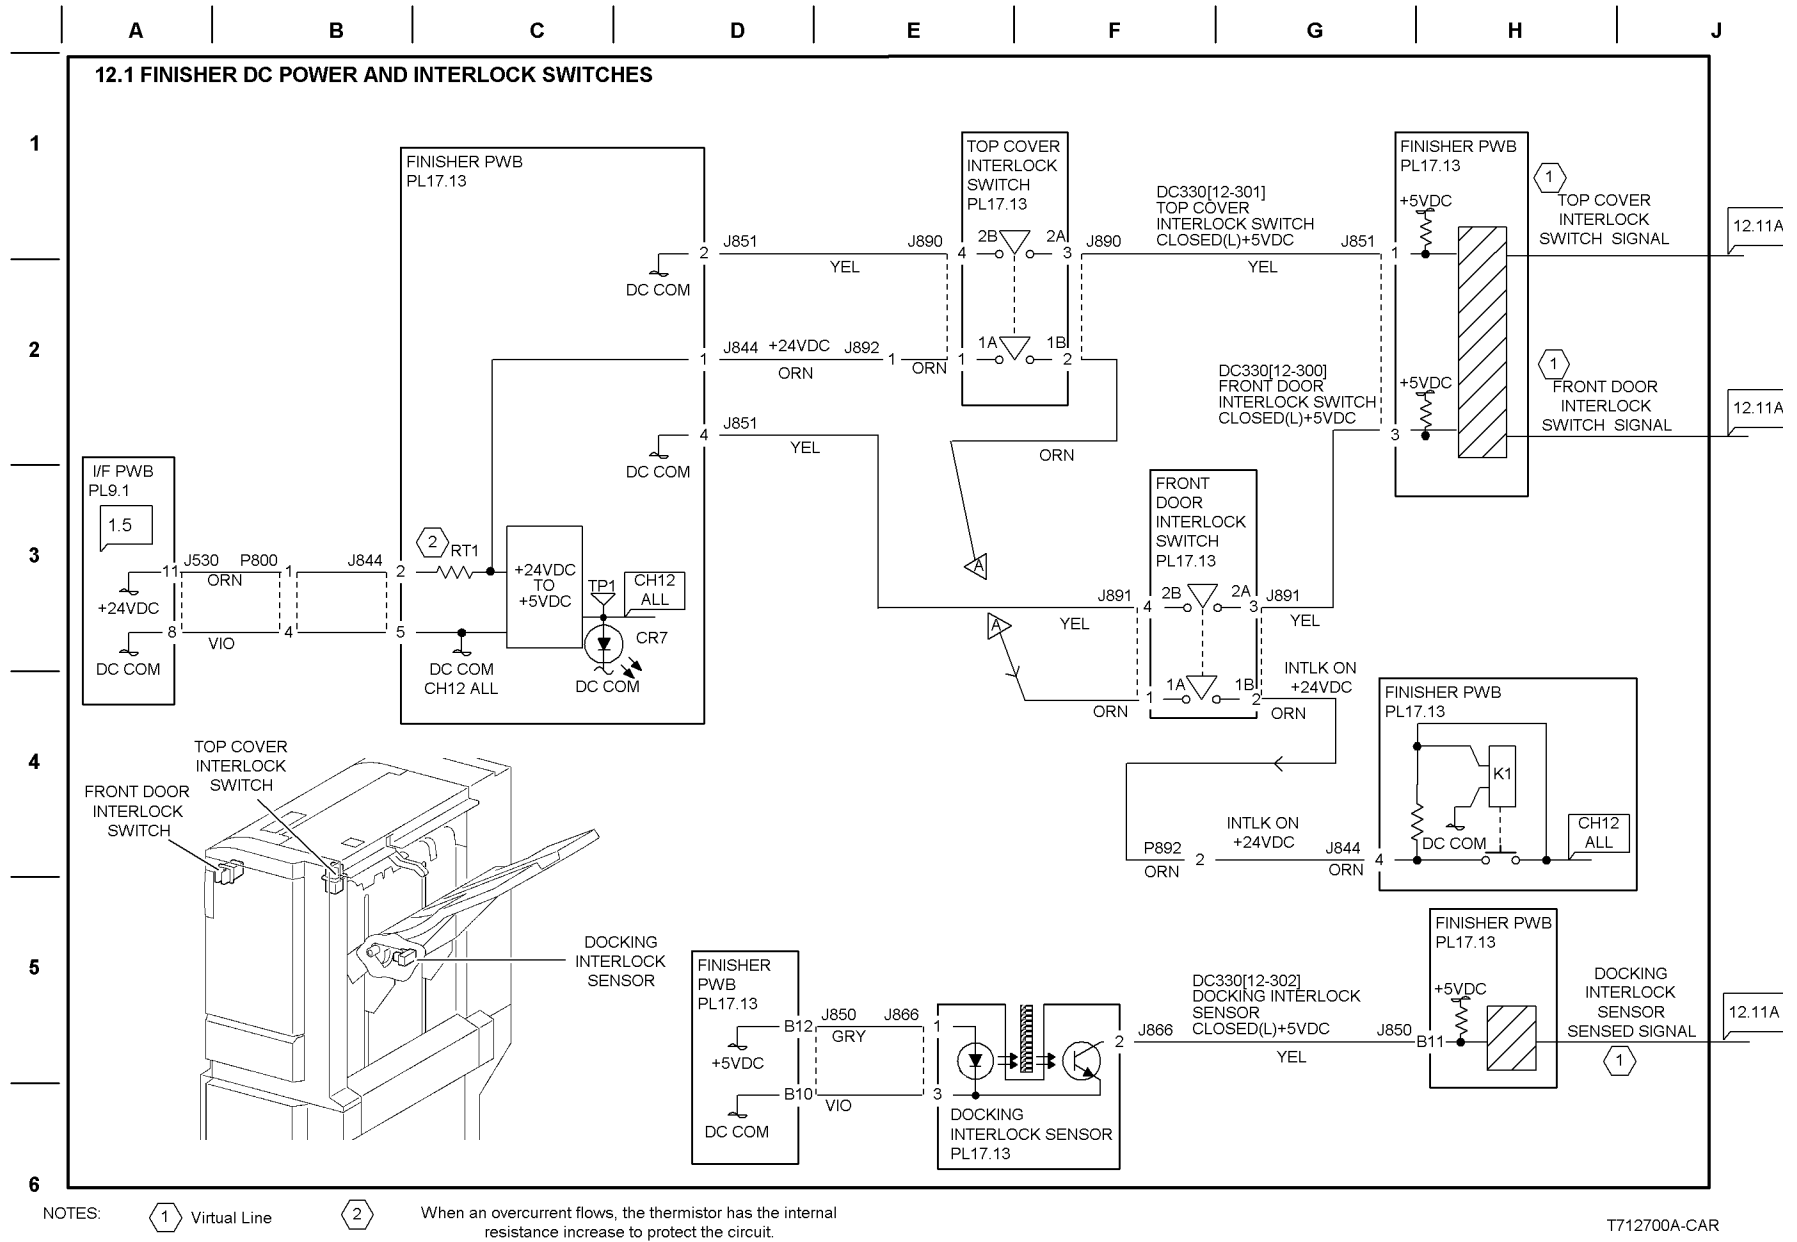 A B C D E F G H J
12.1 FINISHER DC POWER AND INTERLOCK SWITCHES
1
2
3
4
5
6
FINISHER PWB
PL17.13
2
J851
DC COM
YEL
J890
4
TOP COVER
INTERLOCK
SWITCH
PL17.13
2B
2A
3
J890
DC330[12-301]
TOP COVER
INTERLOCK SWITCH
CLOSED(L)+5VDC
YEL
J851
1
FINISHER PWB
PL17.13
+5VDC
1
TOP COVER
INTERLOCK
SWITCH SIGNAL
12.11A
1
J844
+24VDC
ORN
J892
1
ORN
1
1A
1B
2
ORN
A
DC330[12-300]
FRONT DOOR
INTERLOCK SWITCH
CLOSED(L)+5VDC
3
+5VDC
1
FRONT DOOR
INTERLOCK
SWITCH SIGNAL
12.11A
4
J851
DC COM
YEL
I/F PWB
PL9.1
1.5
11
J530
ORN
P800
1
J844
2
+24VDC
8
VIO
4
5
DC COM
2
RT1
+24VDC
TO
+5VDC
TP1
CH12
ALL
CR7
DC COM
CH12 ALL
DC COM
FRONT
DOOR
INTERLOCK
SWITCH
PL17.13
J891
4
2B
2A
3
J891
YEL
YEL
A
1
1A
1B
2
ORN
INTLK ON
+24VDC
ORN
FINISHER PWB
PL17.13
K1
DC COM
CH12
ALL
P892
2
ORN
INTLK ON
+24VDC
J844
4
ORN
TOP COVER
INTERLOCK
SWITCH
FRONT DOOR
INTERLOCK
SWITCH
DOCKING
INTERLOCK
SENSOR
FINISHER
PWB
PL17.13
B12
J850
GRY
J866
1
+5VDC
B10
VIO
3
DC COM
DOCKING
INTERLOCK SENSOR
PL17.13
2
J866
DC330[12-302]
DOCKING INTERLOCK
SENSOR
CLOSED(L)+5VDC
YEL
J850
B11
FINISHER PWB
PL17.13
+5VDC
DOCKING
INTERLOCK
SENSOR
SENSED SIGNAL
1
12.11A
NOTES:
1
Virtual Line
2
When an overcurrent flows, the thermistor has the internal
resistance increase to protect the circuit.
T712700A-CAR